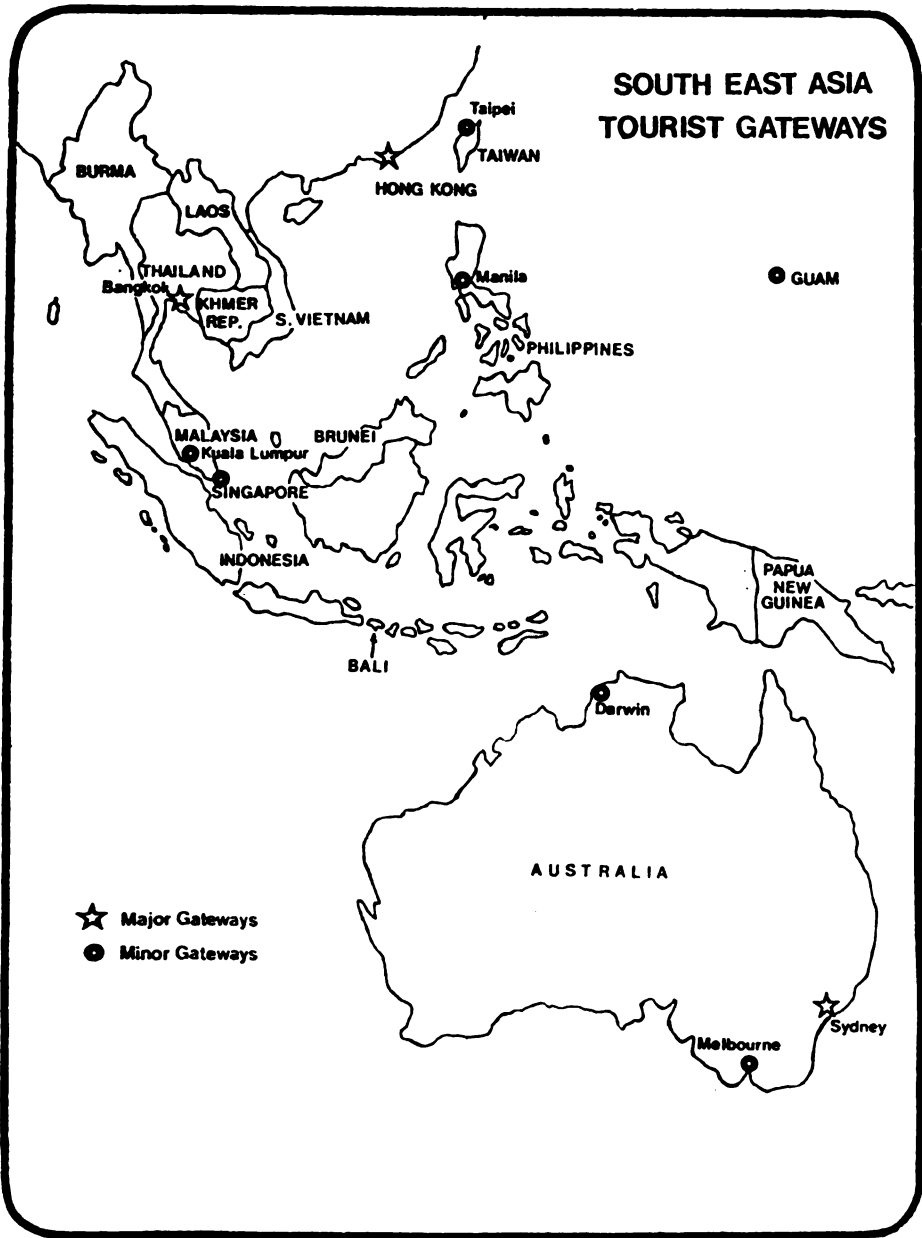 SOUTH EAST ASIA
TOURIST GATEWAYS
Taipei
TAIWAN
BURMA
HONG KONG
LAOS
THAILAND
Bangkok
KHMER
REP.
S. VIETNAM
Manila
GUAM
PHILIPPINES
MALAYSIA
BRUNEI
Kuala Lumpur
SINGAPORE
INDONESIA
PAPUA
NEW
GUINEA
BALI
Darwin
AUSTRALIA
Major Gateways
Minor Gateways
Sydney
Melbourne